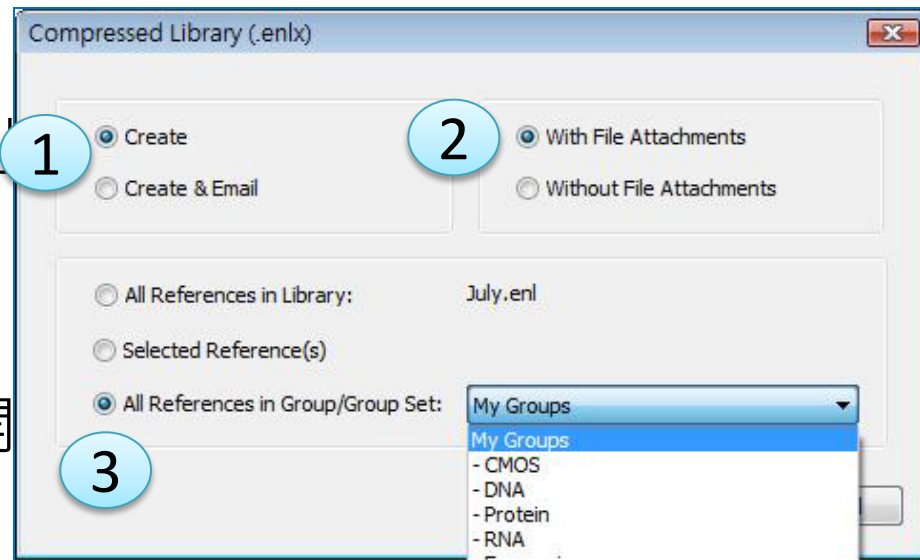 Compressed Library (.enlx)
1
Create
2
With File Attachments
Create & Email
Without File Attachments
All References in Library:
July.enl
Selected Reference(s)
All References in Group/Group Set:
My Groups
My Groups
3
- CMOS
- DNA
- Protein
- RNA